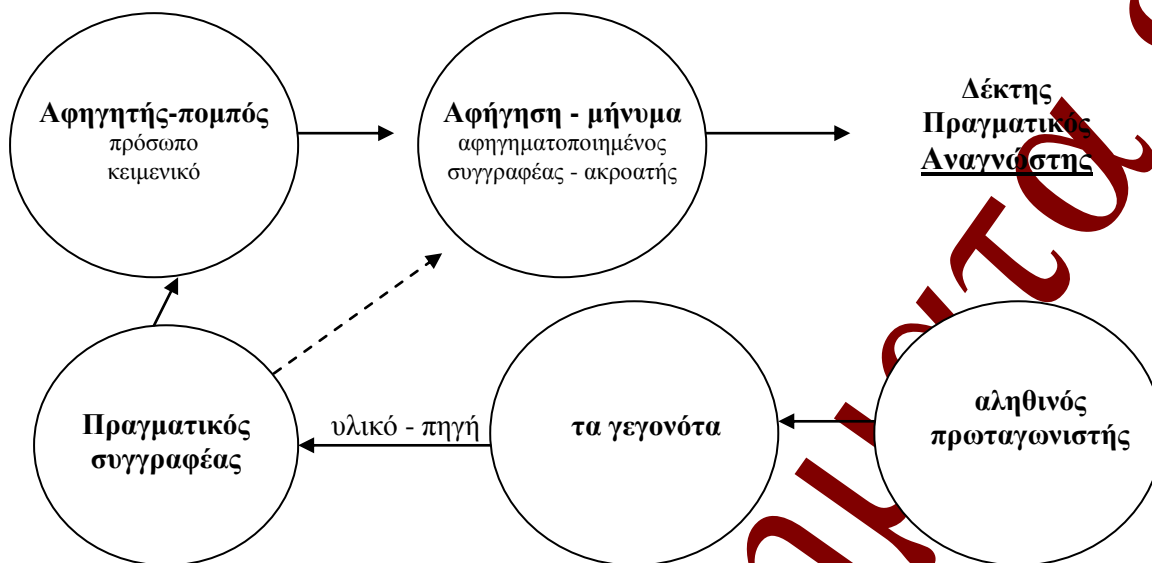 Αφηγητής-πομπός
πρόσωπο
κειμενικό
Αφήγηση - μήνυμα
αφηγηματοποιημένος
συγγραφέας - ακροατής
Δέκτης
Πραγματικός
Αναγνώστης
Πραγματικός
συγγραφέας
υλικό - πηγή
τα γεγονότα
αληθινός
πρωταγωνιστής